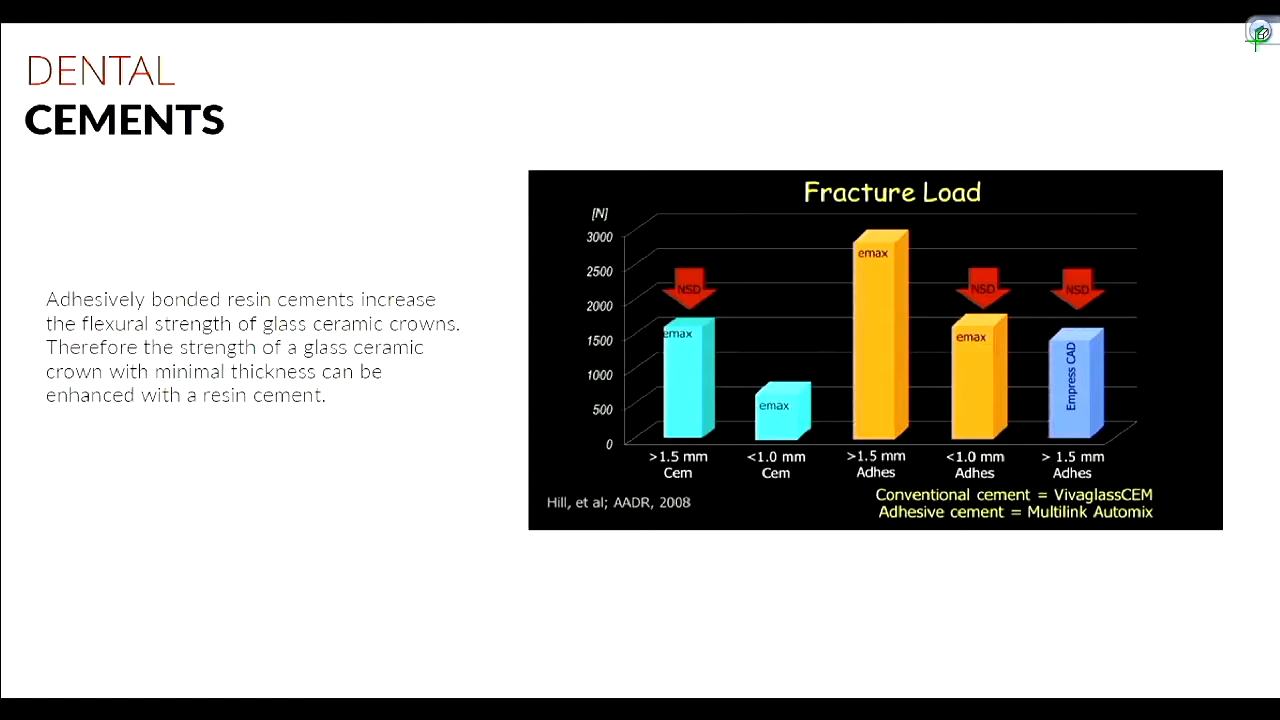 DENTAL
CEMENTS
Adhesively bonded resin cements increase
the flexural strength of glass ceramic crowns.
Therefore the strength of a glass ceramic
crown with minimal thickness can be
enhanced with a resin cement.
Fracture Load
[N]
3000
2500
2000
1500
1000
500
0
NSD
NSD
NSD
emax
emax
emax
emax
Empress CAD
>1.5 mm
Cem
<1.0 mm
Cem
>1.5 mm
Adhes
<1.0 mm
Adhes
> 1.5 mm
Adhes
Hill, et al; AADR, 2008
Conventional cement = VivaglassCEM
Adhesive cement = Multilink Automix